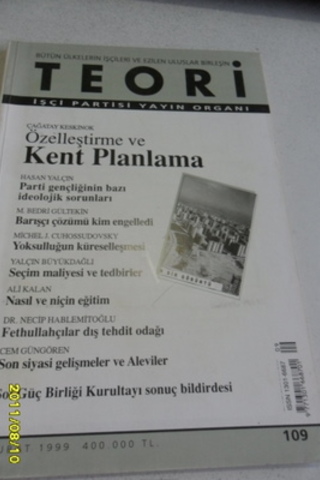 BÜTÜN ÜLKELERİN İŞÇİLERİ VE EZİLEN ULUSLAR BİRLEŞİN
TEORİ
İŞÇİ PARTİSİ YAYIN ORGANI
ÇAĞATAY KESKİNOK
Özelleştirme ve
Kent Planlama
HASAN YALÇIN
Parti gençliğinin bazı
ideolojik sorunları
M. BEDRİ GÜLTEKİN
Barışçı çözümü kim engelledi
MICHEL J. CUHOSSUDOVSKY
Yoksulluğun küreselleşmesi
YALÇIN BÜYÜKDAĞLI
Seçim maliyesi ve tedbirler
ALİ KALAN
Nasıl ve niçin eğitim
DR. NECİP HABLEMİTOĞLU
Fethullahçılar dış tehdit odağı
CEM GÜNGÖREN
Son siyasi gelişmeler ve Aleviler
Güç Birliği Kurultayı sonuç bildirdesi
1999 400 000 TL.
109
2011/08/10